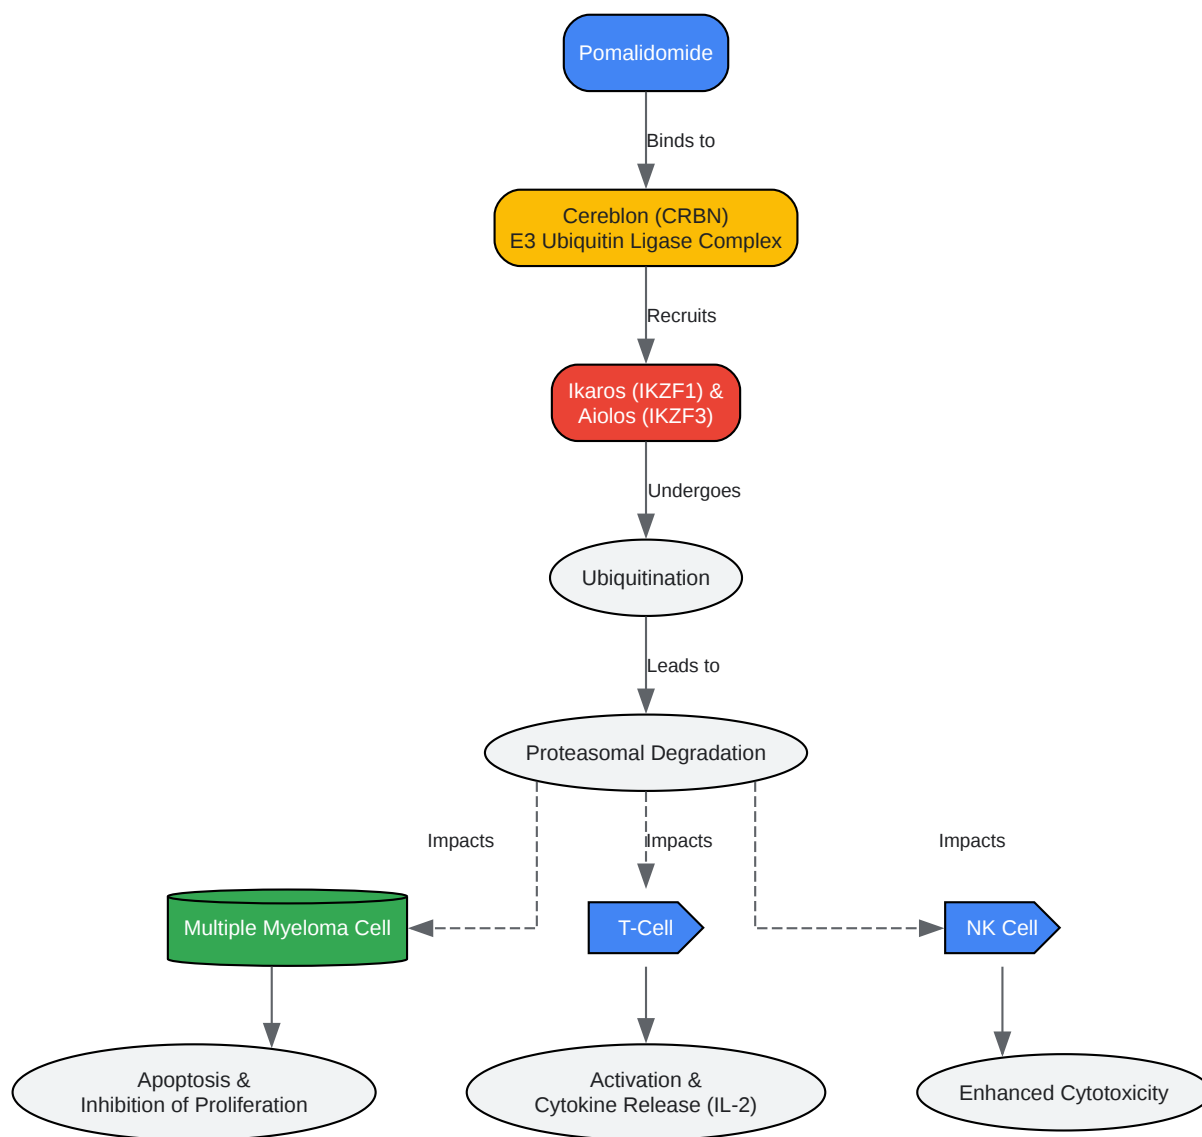 Pomalidomide
Binds to
Cereblon (CRBN)
E3 Ubiquitin Ligase Complex
Recruits
Ikaros (IKZF1) &
Aiolos (IKZF3)
Undergoes
Ubiquitination
Leads to
Proteasomal Degradation
Impacts
Impacts
Impacts
Multiple Myeloma Cell
T-Cell
NK Cell
Apoptosis &
Inhibition of Proliferation
Activation &
Cytokine Release (IL-2)
Enhanced Cytotoxicity